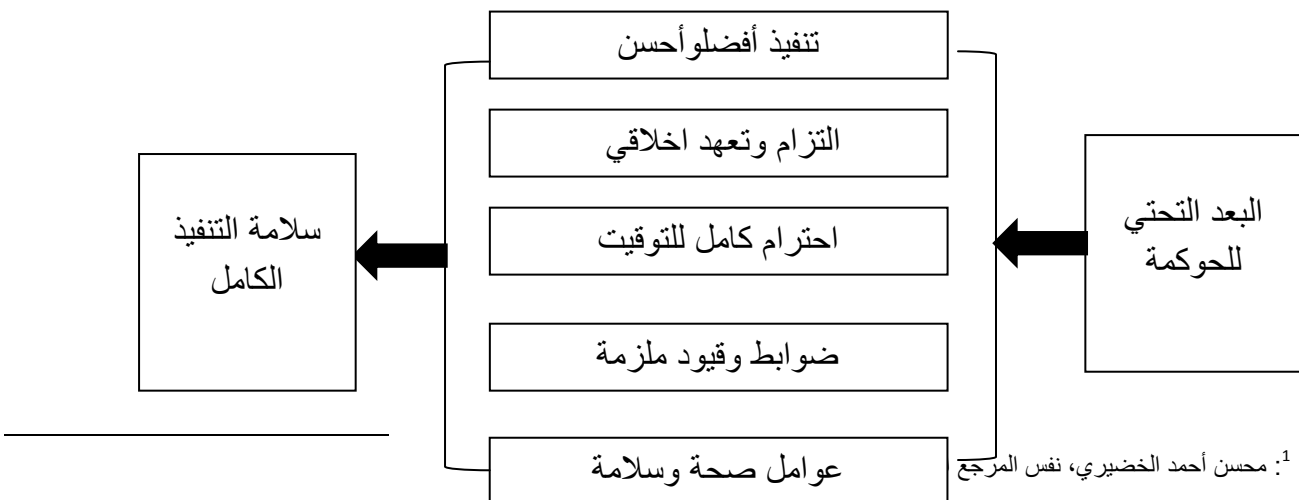 البعد التحتي
للحوكمة
تنفيذ أفضلوأحسن
التزام وتعهد اخلاقي
احترام كامل للتوقيت
ضوابط وقيود ملزمة
عوامل صحة وسلامة
سلامة التنفيذ
الكامل
1: محسن أحمد الخضيري، نفس المرجع